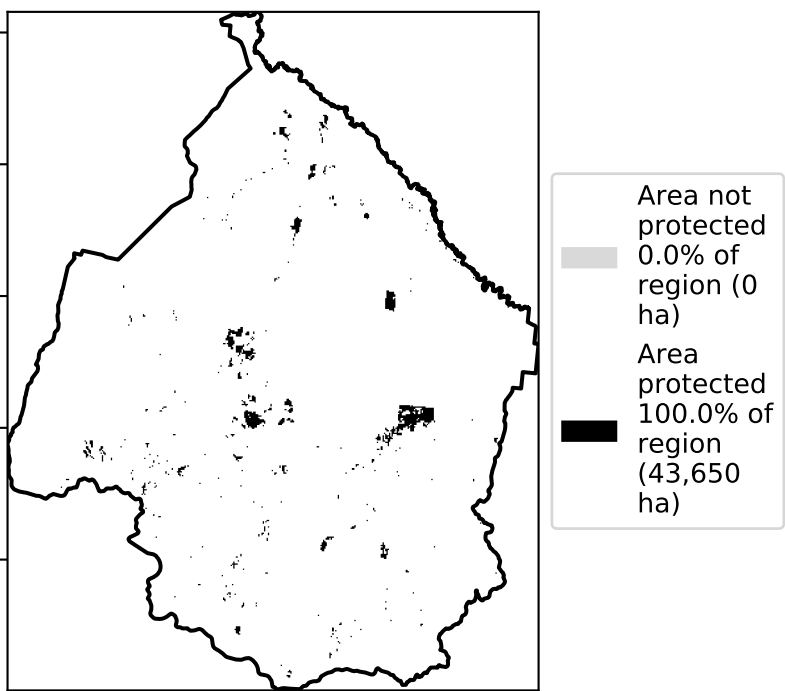 Area not
protected
0.0% of
region (0
ha)
Area
protected
100.0% of
region
(43,650
ha)